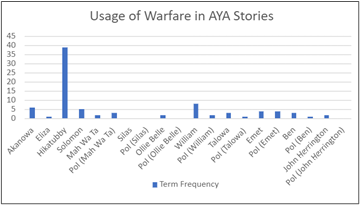 Usage of Warfare in AYA Stories
45
40
35
30
25
20
15
10
5
0
Akanowa
Eliza
Hikatubby
Solomon
Mah Wa Ta
Pol (Mah Wa Ta)
Silas
Pol (Silas)
Ollie Belle
Pol (Ollie Belle)
William
Pol (William)
Talowa
Pol (Talowa)
Emet
Pol (Emet)
Ben
Pol (Ben)
John Herrington
Pol (John Herrington)
Term Frequency